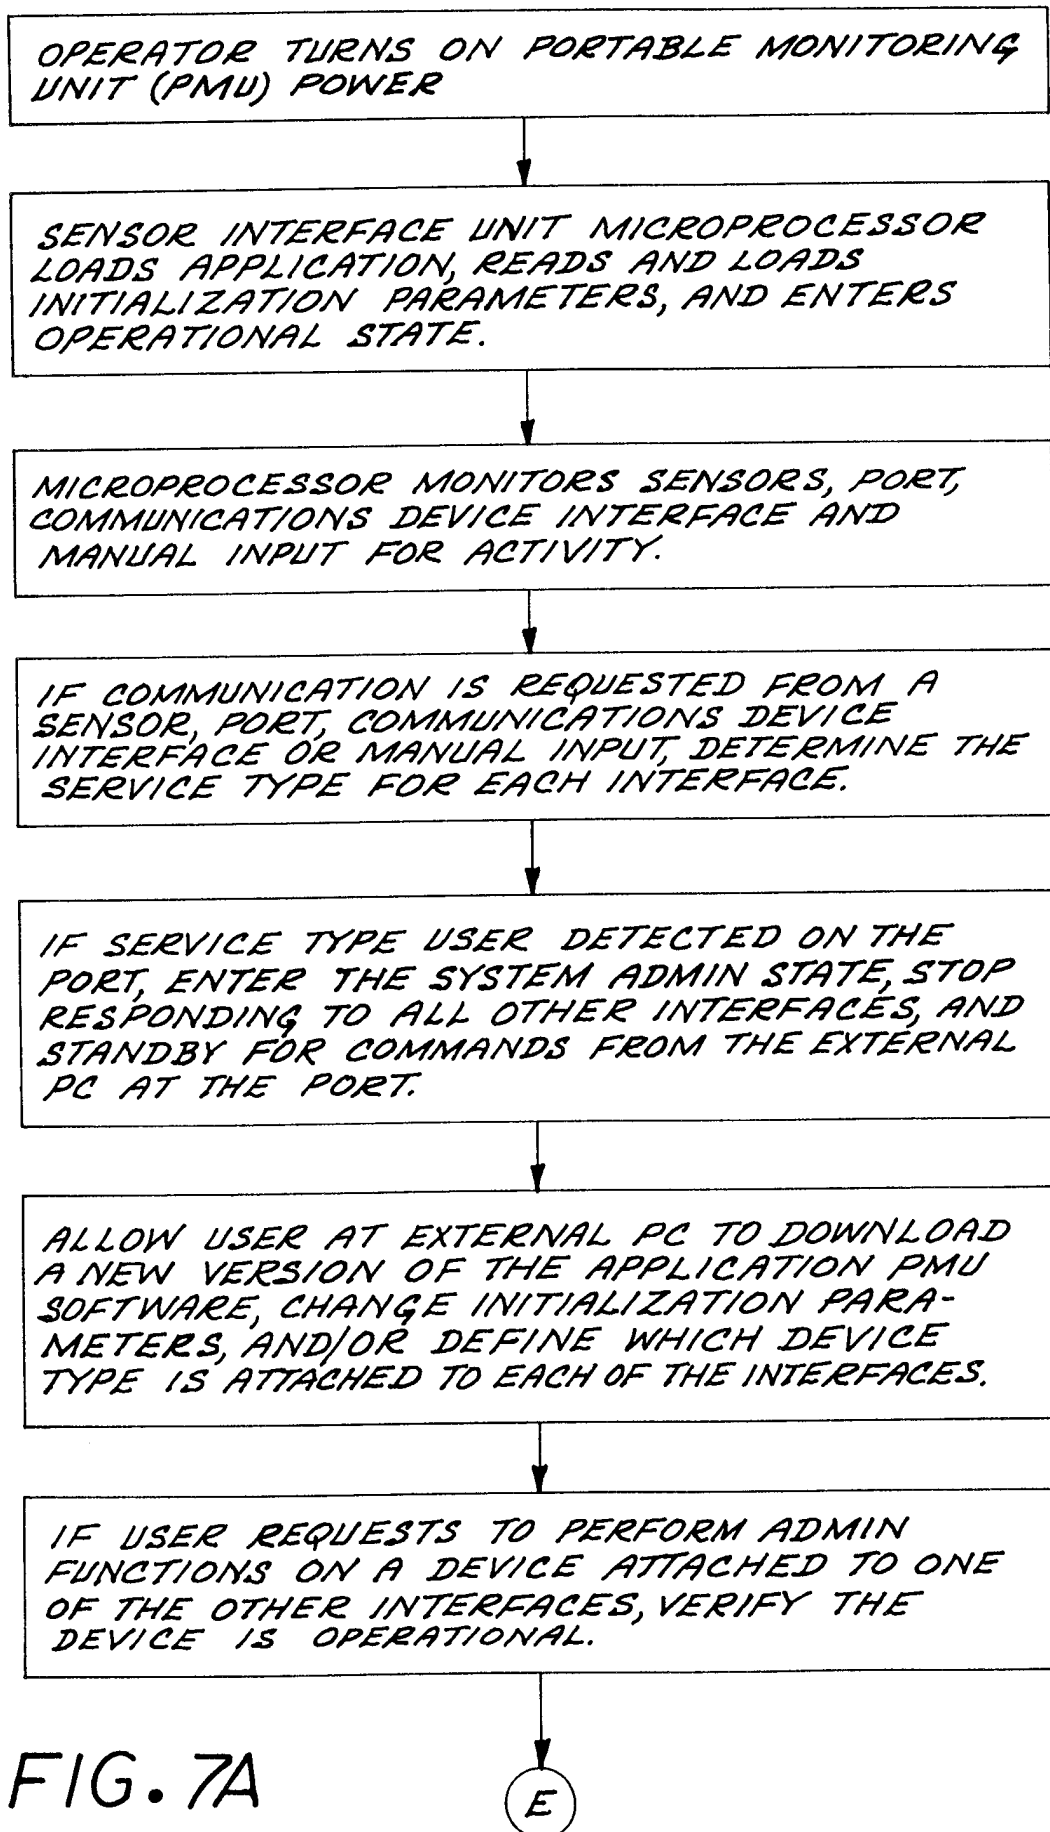 OPERATOR TURNS ON PORTABLE MONITORING
UNIT (PMU) POWER
SENSOR INTERFACE UNIT MICROPROCESSOR
LOADS APPLICATION, READS AND LOADS
INITIALIZATION PARAMETERS, AND ENTERS
OPERATIONAL STATE.
MICROPROCESSOR MONITORS SENSORS, PORT,
COMMUNICATIONS DEVICE INTERFACE AND
MANUAL INPUT FOR ACTIVITY.
IF COMMUNICATION IS REQUESTED FROM A
SENSOR, PORT, COMMUNICATIONS DEVICE
INTERFACE OR MANUAL INPUT, DETERMINE THE
SERVICE TYPE FOR EACH INTERFACE.
IF SERVICE TYPE USER DETECTED ON THE
PORT, ENTER THE SYSTEM ADMIN STATE, STOP
RESPONDING TO ALL OTHER INTERFACES, AND
STANDBY FOR COMMANDS FROM THE EXTERNAL
PC AT THE PORT.
ALLOW USER AT EXTERNAL PC TO DOWNLOAD
A NEW VERSION OF THE APPLICATION PMU
SOFTWARE, CHANGE INITIALIZATION PARA-
METERS, AND/OR DEFINE WHICH DEVICE
TYPE IS ATTACHED TO EACH OF THE INTERFACES.
IF USER REQUESTS TO PERFORM ADMIN
FUNCTIONS ON A DEVICE ATTACHED TO ONE
OF THE OTHER INTERFACES, VERIFY THE
DEVICE IS OPERATIONAL.
FIG. 7A
E